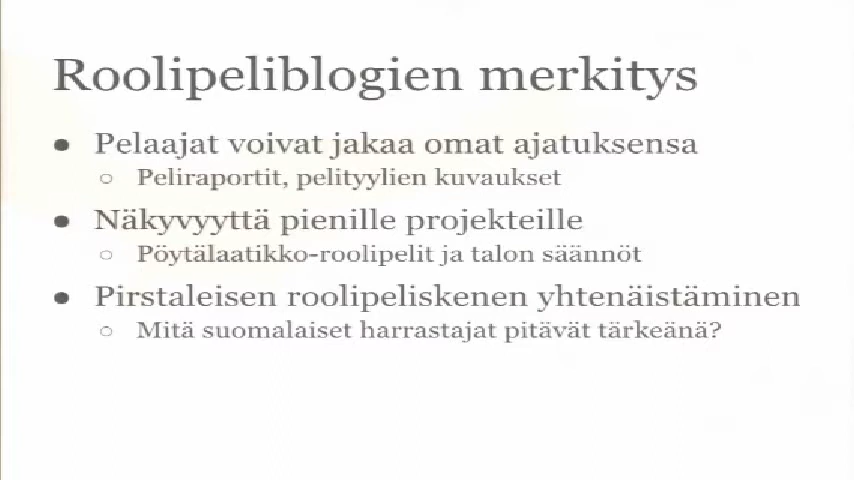 Roolipeliblogien merkitys
● Pelaajat voivat jakaa omat ajatuksensa
○ Peliraportit, pelityylien kuvaukset
● Näkyvyyttä pienille projekteille
○ Pöytälaatikko-roolipelit ja talon säännöt
● Pirstaleisen roolipeliskenen yhtenäistäminen
○ Mitä suomalaiset harrastajat pitävät tärkeänä?